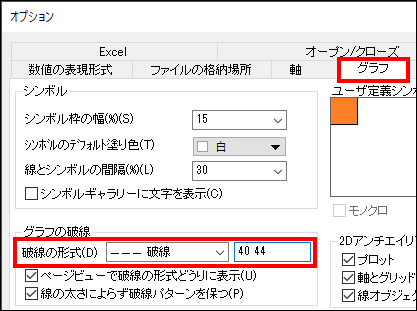 オプション
Excel
オープン/クローズ
数値の表現形式
ファイルの格納場所
軸
グラフ
シンボル
シンボル枠の幅(%)(S)
15
シンボルのデフォルト塗り色(T)
白
線とシンボルの間隔(%)(L)
30
シンボルギャラリーに文字を表示(C)
ユーザ定義シン
モノクロ
グラフの破線
破線の形式(D)
破線
40 44
ページビューで破線の形式どうりに表示(U)
線の太さによらず破線パターンを保つ(P)
2Dアンチエイリ
プロット
軸とグリッド
線オブジェク